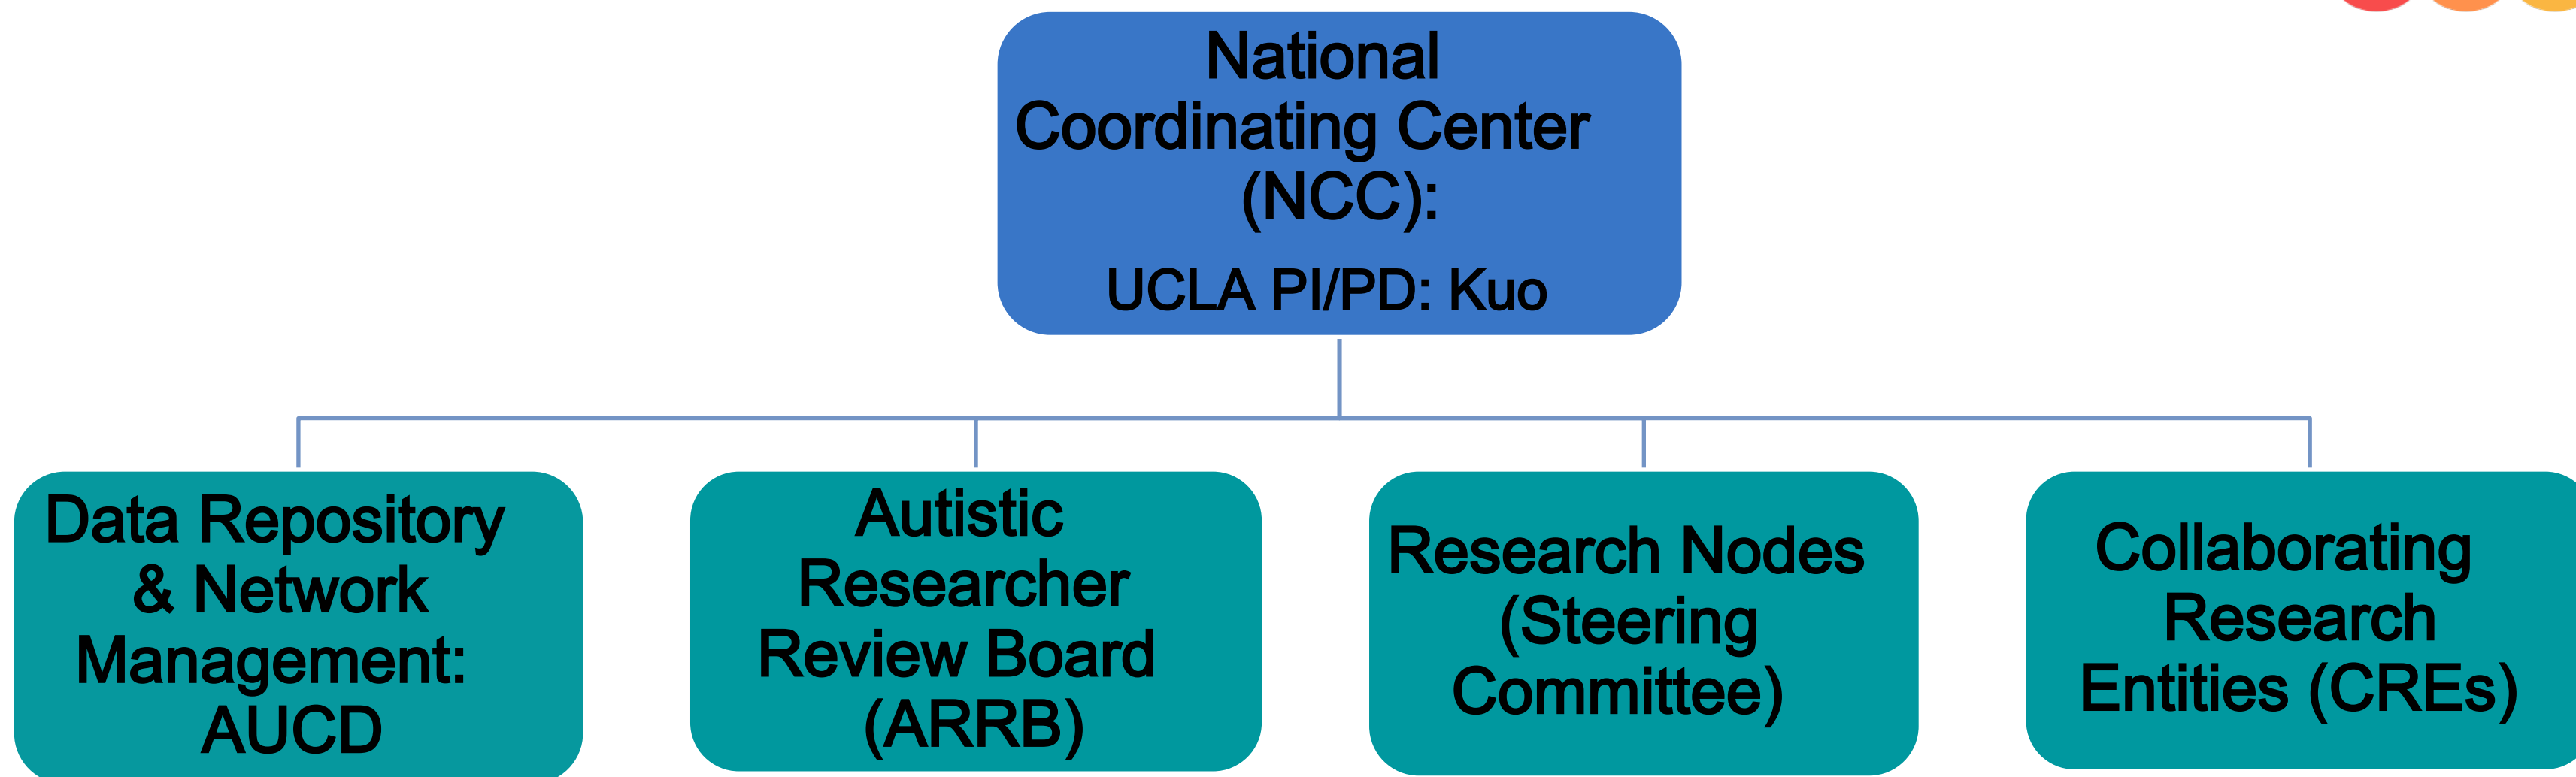 National
Coordinating Center
(NCC):
UCLA PI/PD: Kuo
Data Repository
& Network
Management:
AUCD
Autistic
Researcher
Review Board
(ARRB)
Research Nodes
(Steering
Committee)
Collaborating
Research
Entities (CREs)